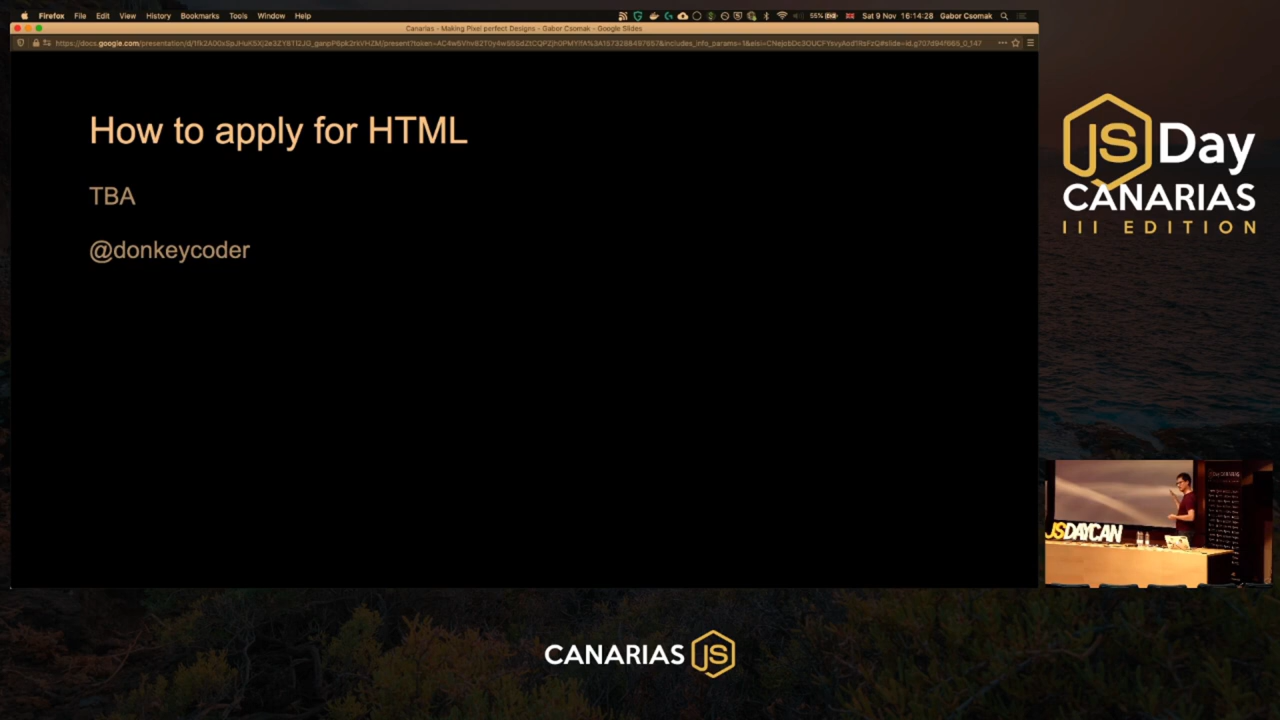 Firefox File Edit View History Bookmarks Tools Window Help 55% Sat 9 Nov 16:14:28 Gabor Csomak
Canarias - Making Pixel perfect Designs - Gabor Csomak - Google Slides
How to apply for HTML
TBA
@donkeycoder
JS Day
CANARIAS
III EDITION
JSDAYCAN
CANARIAS JS